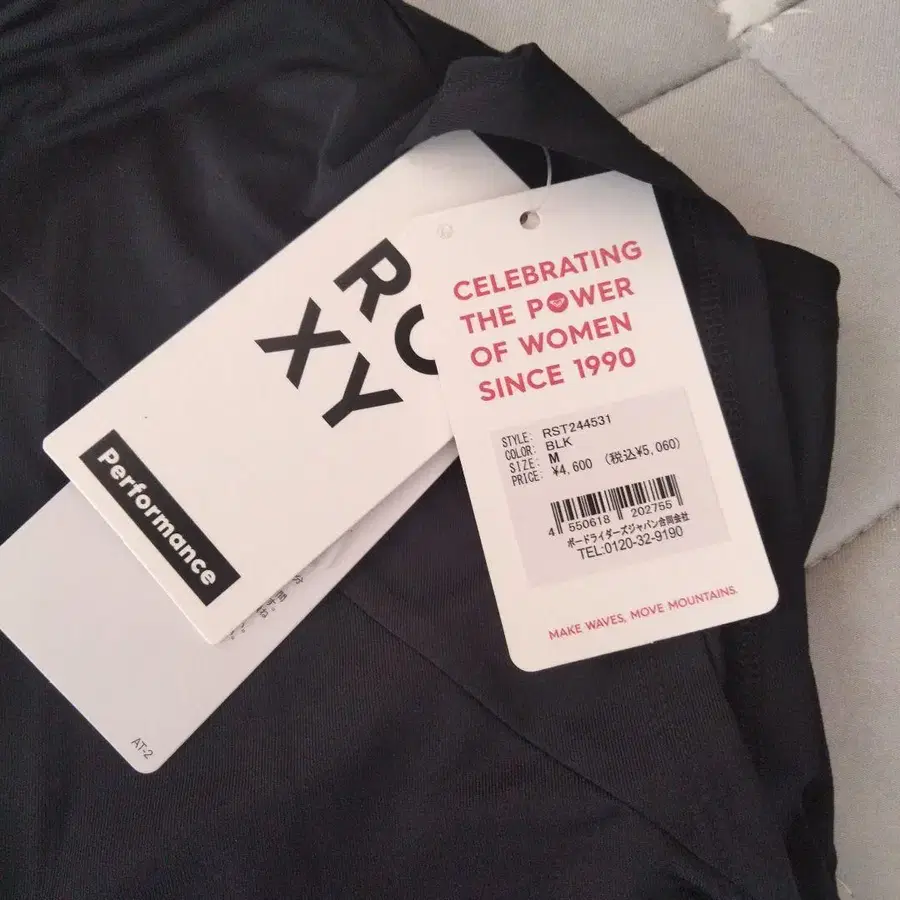 RO
XY
Performance
CELEBRATING
THE POWER
OF WOMEN
SINCE 1990
STYLE: RST244531
COLOR: BLK
SIZE: M
PRICE: ¥4,600 (税込¥5,060)
4 550618 202755
ボードライダーズジャパン合同会社
TEL:0120-32-9190
MAKE WAVES, MOVE MOUNTAINS.
AT-2